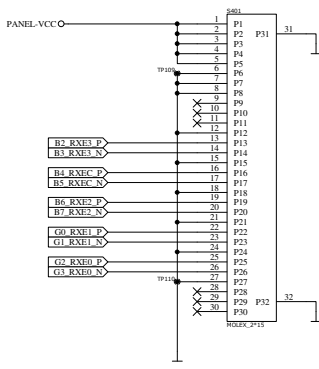 S401
PANEL-VCC 1 P1
2 P2 P31 31
3 P3
4 P4
5 P5
TP109 6 P6
7 P7
8 P8
9 P9
10 P10
11 P11
12 P12
B2_RXE3_P 13 P13
B3_RXE3_N 14 P14
15 P15
B4_RXEC_P 16 P16
B5_RXEC_N 17 P17
18 P18
B6_RXE2_P 19 P19
B7_RXE2_N 20 P20
21 P21
G0_RXE1_P 22 P22
G1_RXE1_N 23 P23
24 P24
G2_RXE0_P 25 P25
G3_RXE0_N 26 P26
TP110 27 P27
28 P28
29 P29 P32 32
30 P30
MOLEX_2*15